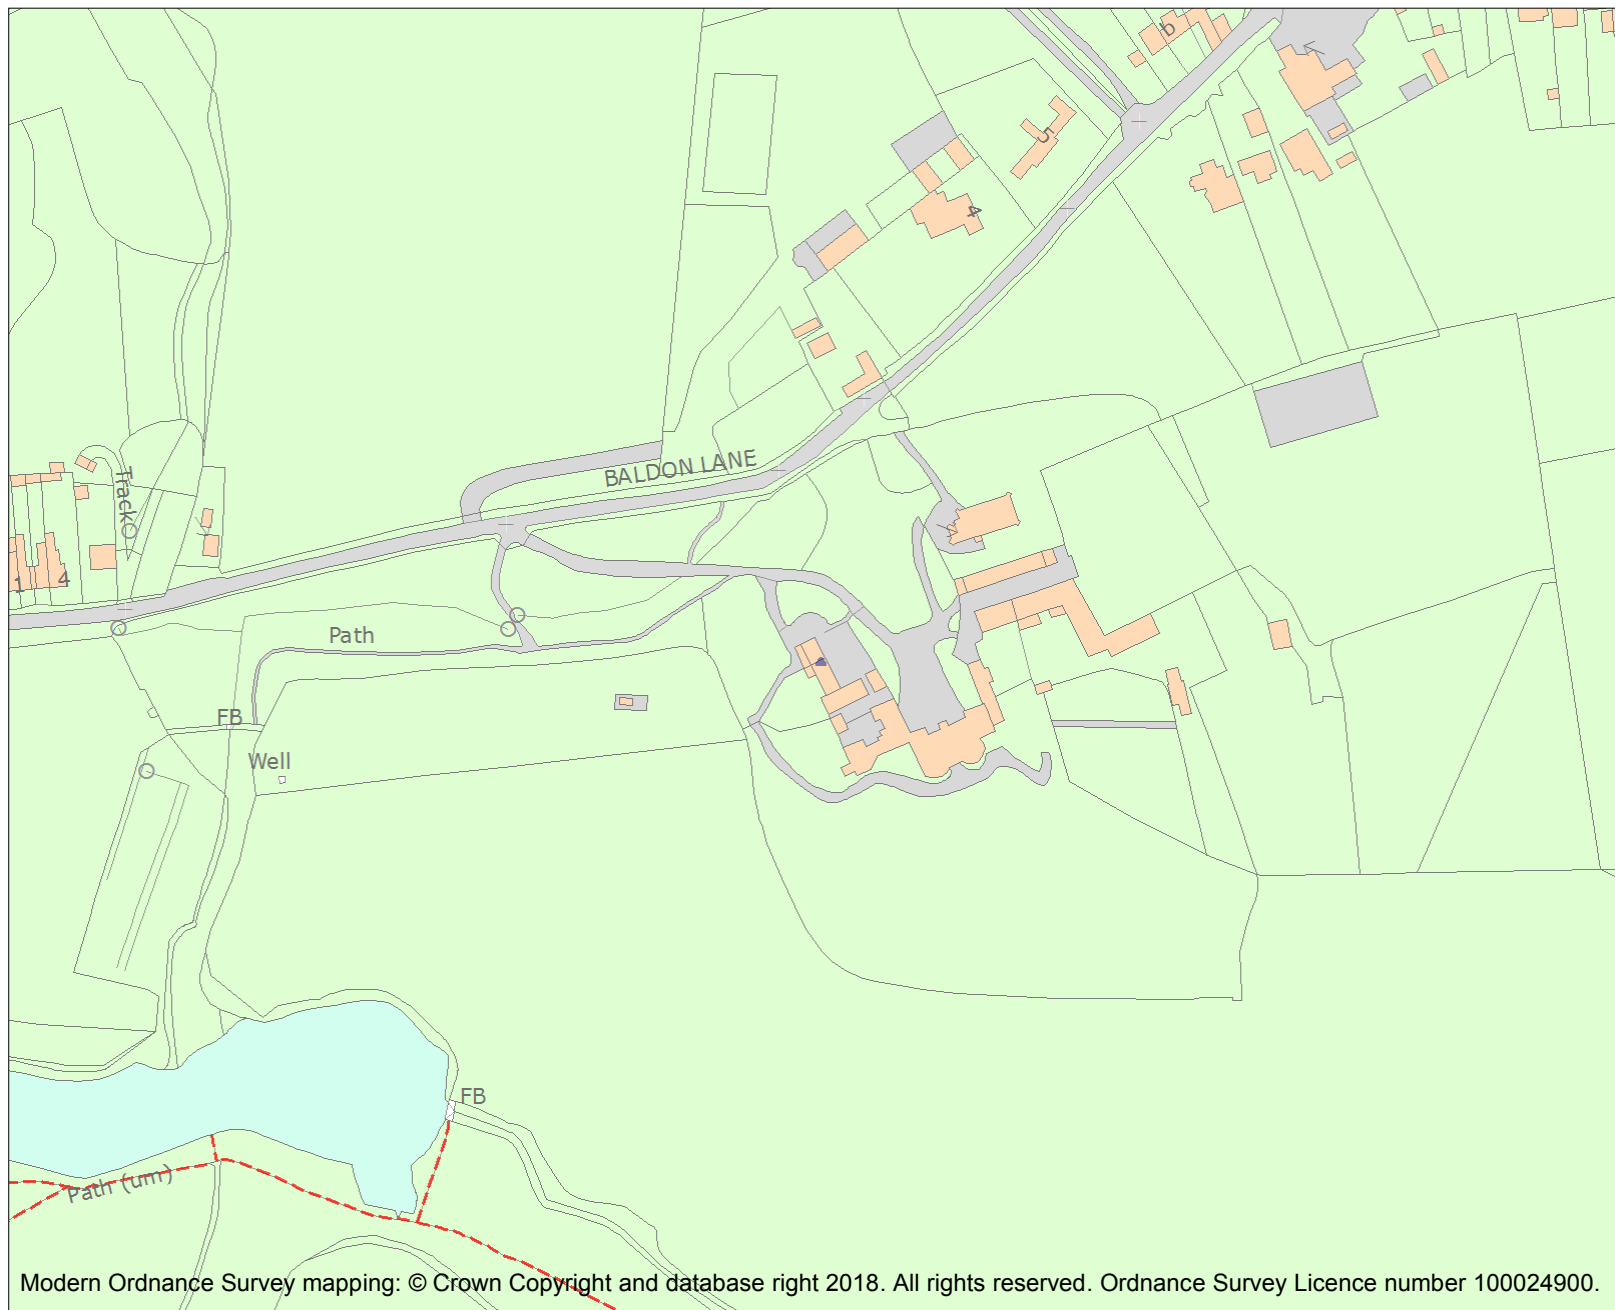 6
5
4
BALDON LANE
Track
1
4
Path
FB
Well
FB
Path (um)
Modern Ordnance Survey mapping: © Crown Copyright and database right 2018. All rights reserved. Ordnance Survey Licence number 100024900.